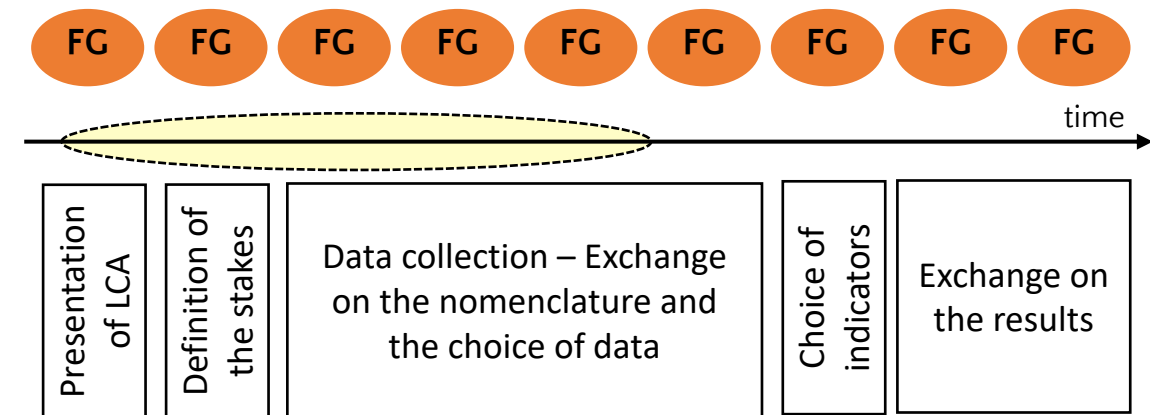 FG FG FG FG FG FG FG FG FG
time
Presentation
of LCA
Definition of
the stakes
Data collection – Exchange
on the nomenclature and
the choice of data
Choice of
indicators
Exchange on
the results